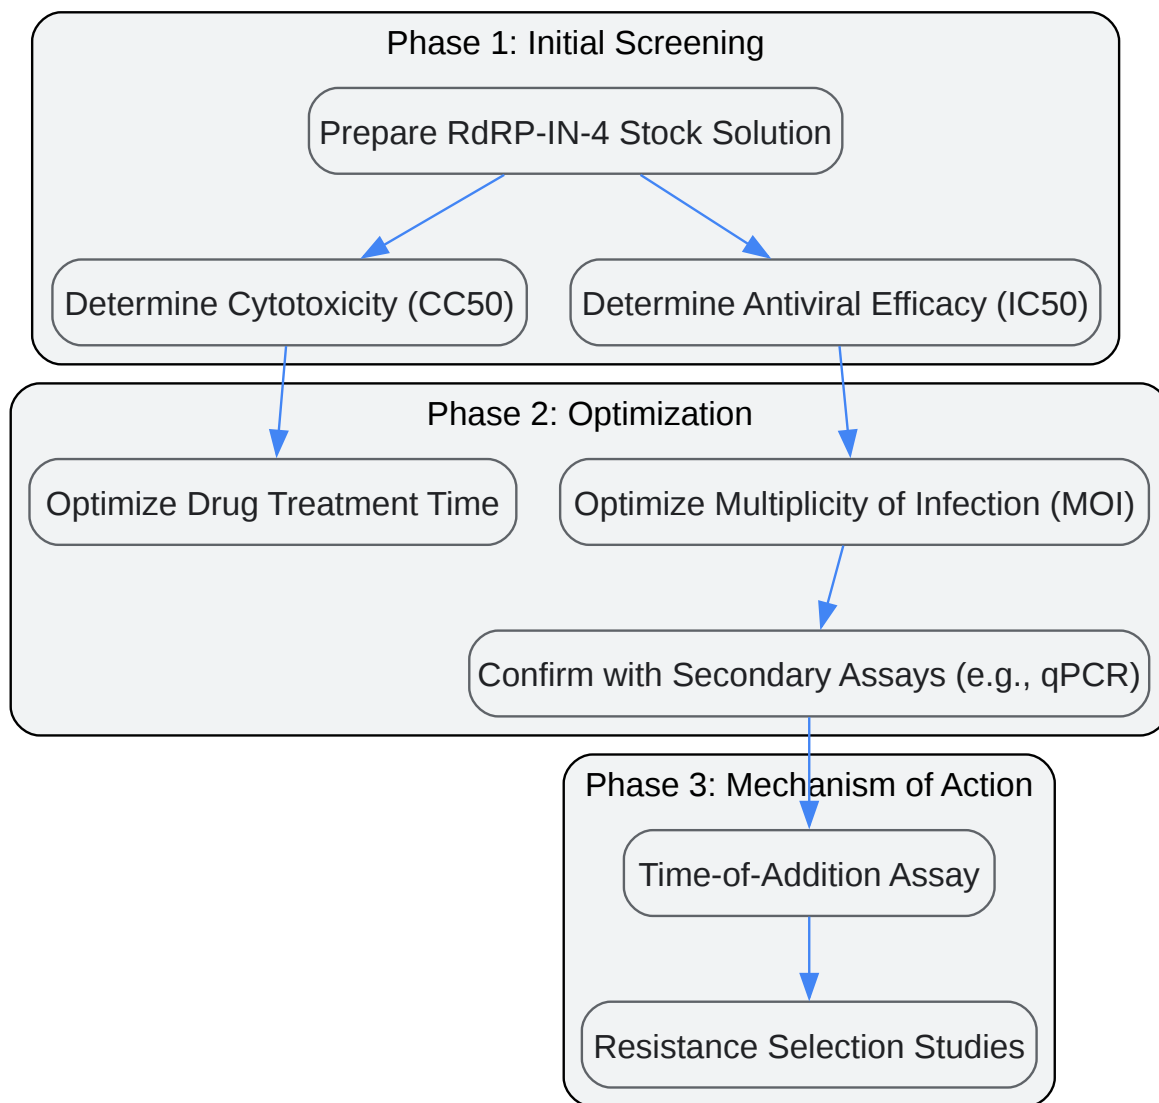 Phase 1: Initial Screening
Prepare RdRP-IN-4 Stock Solution
Determine Cytotoxicity (CC50)
Determine Antiviral Efficacy (IC50)
Phase 2: Optimization
Optimize Drug Treatment Time
Optimize Multiplicity of Infection (MOI)
Confirm with Secondary Assays (e.g., qPCR)
Phase 3: Mechanism of Action
Time-of-Addition Assay
Resistance Selection Studies